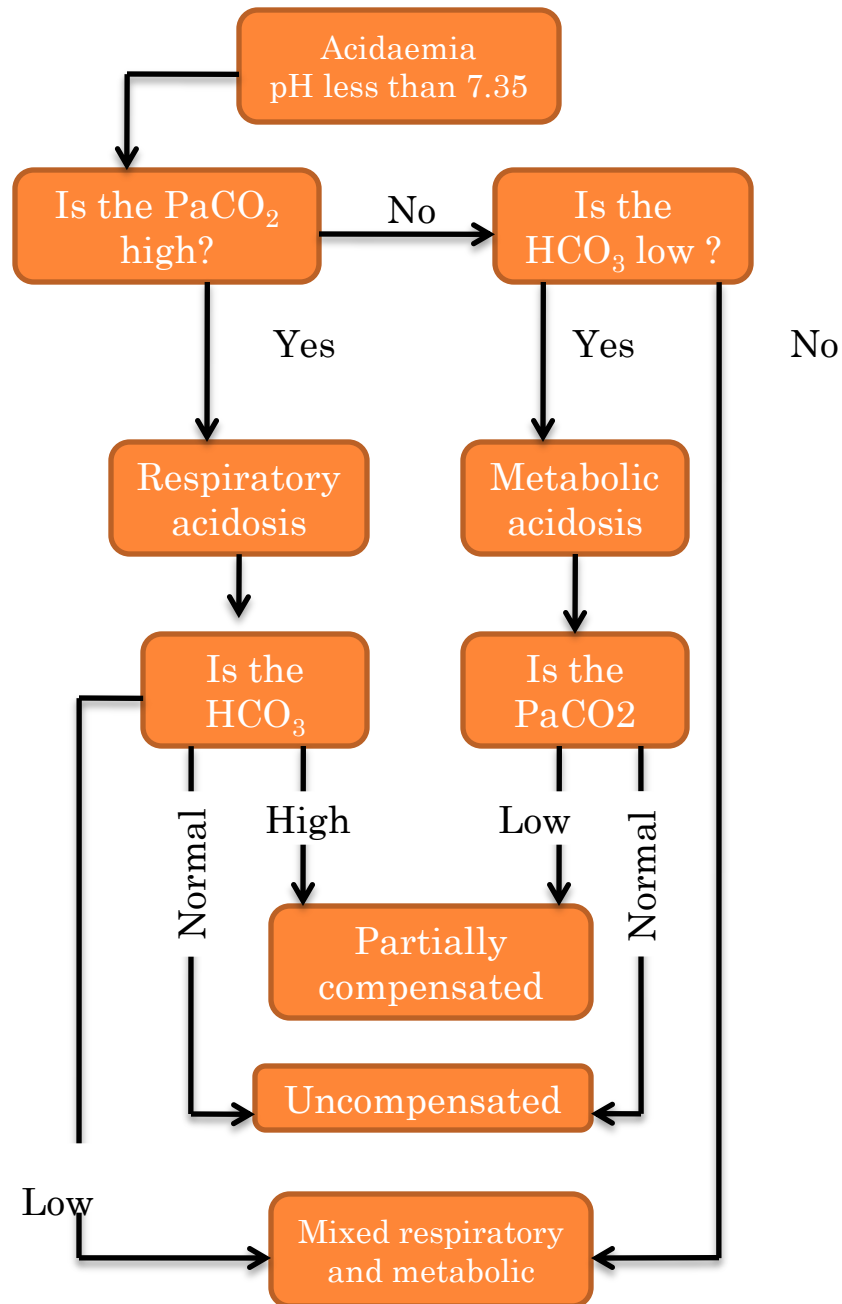 Acidaemia
pH less than 7.35
Is the PaCO₂
high?
No
Is the
HCO₃ low ?
Yes
Yes
No
Respiratory
acidosis
Metabolic
acidosis
Is the
HCO₃
Is the
PaCO2
Normal
High
Low
Normal
Partially
compensated
Uncompensated
Low
Mixed respiratory
and metabolic